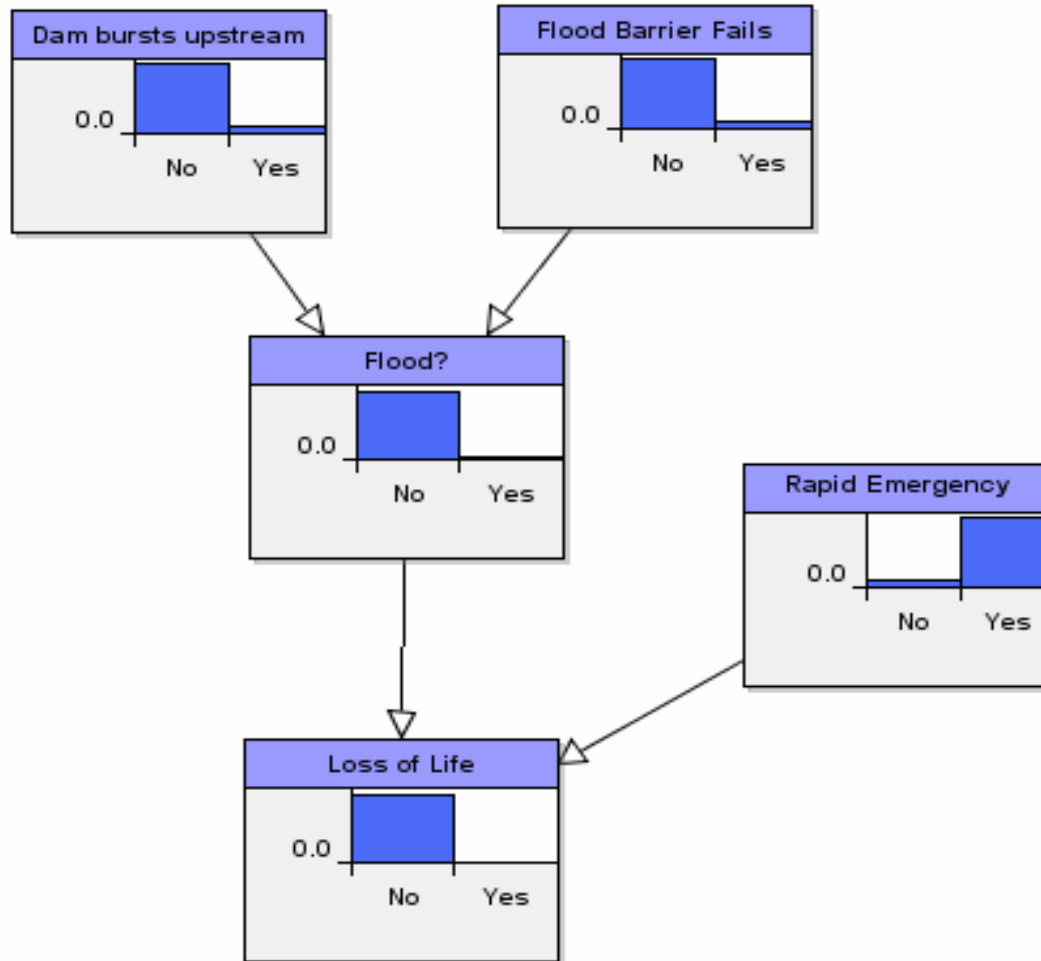 Dam bursts upstream
0.0
No Yes
Flood Barrier Fails
0.0
No Yes
Flood?
0.0
No Yes
Rapid Emergency
0.0
No Yes
Loss of Life
0.0
No Yes